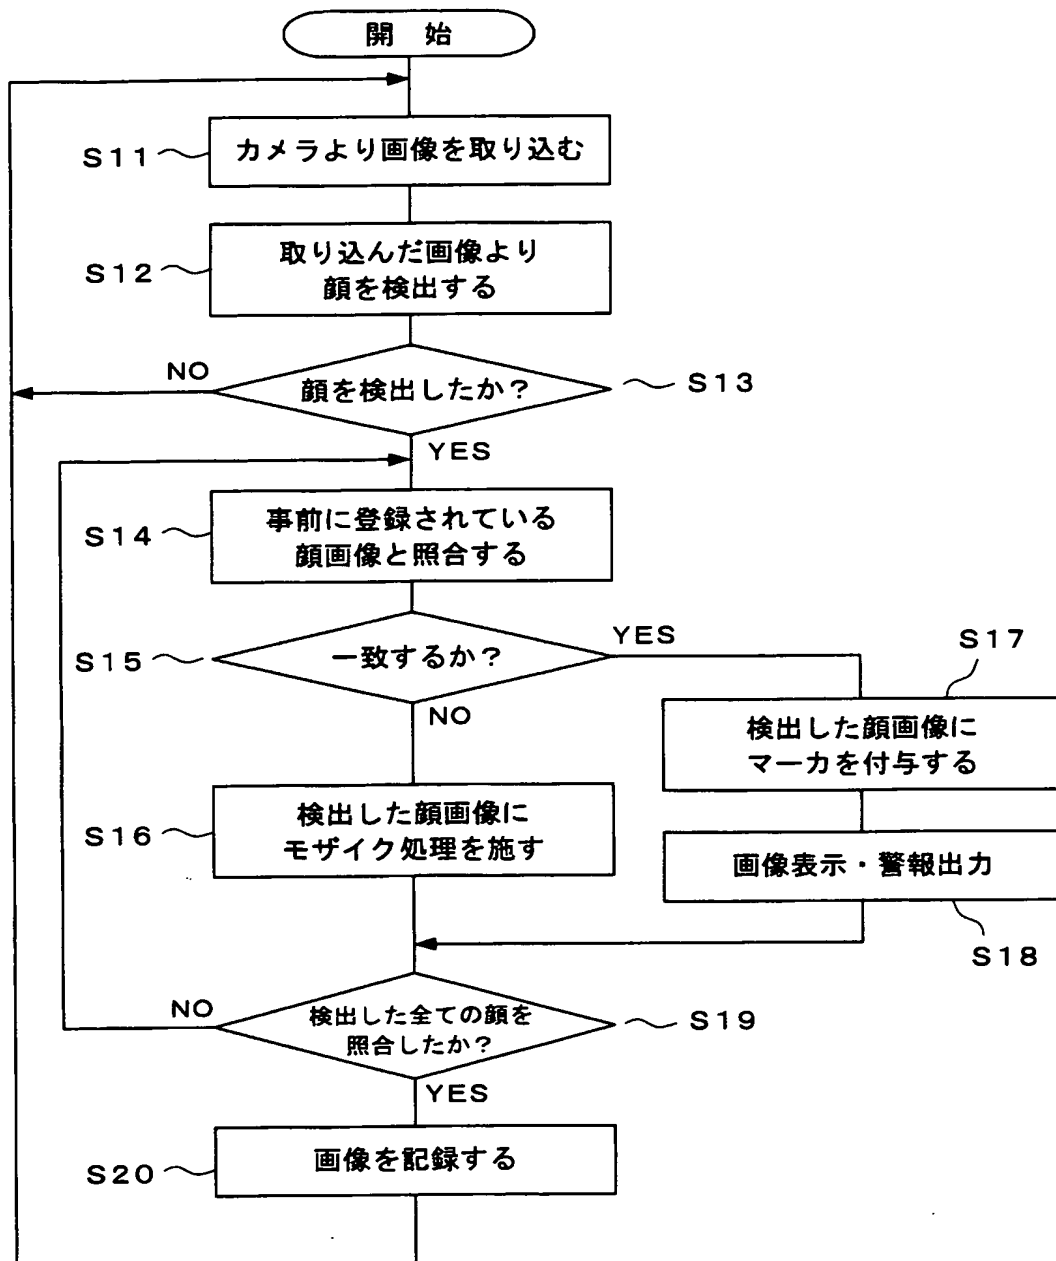 開 始
S11
カメラより画像を取り込む
S12
取り込んだ画像より
顔を検出する
NO
顔を検出したか?
S13
YES
S14
事前に登録されている
顔画像と照合する
S15
一致するか?
YES
NO
S17
検出した顔画像に
マーカを付与する
S16
検出した顔画像に
モザイク処理を施す
画像表示・警報出力
S18
NO
検出した全ての顔を
照合したか?
S19
YES
S20
画像を記録する